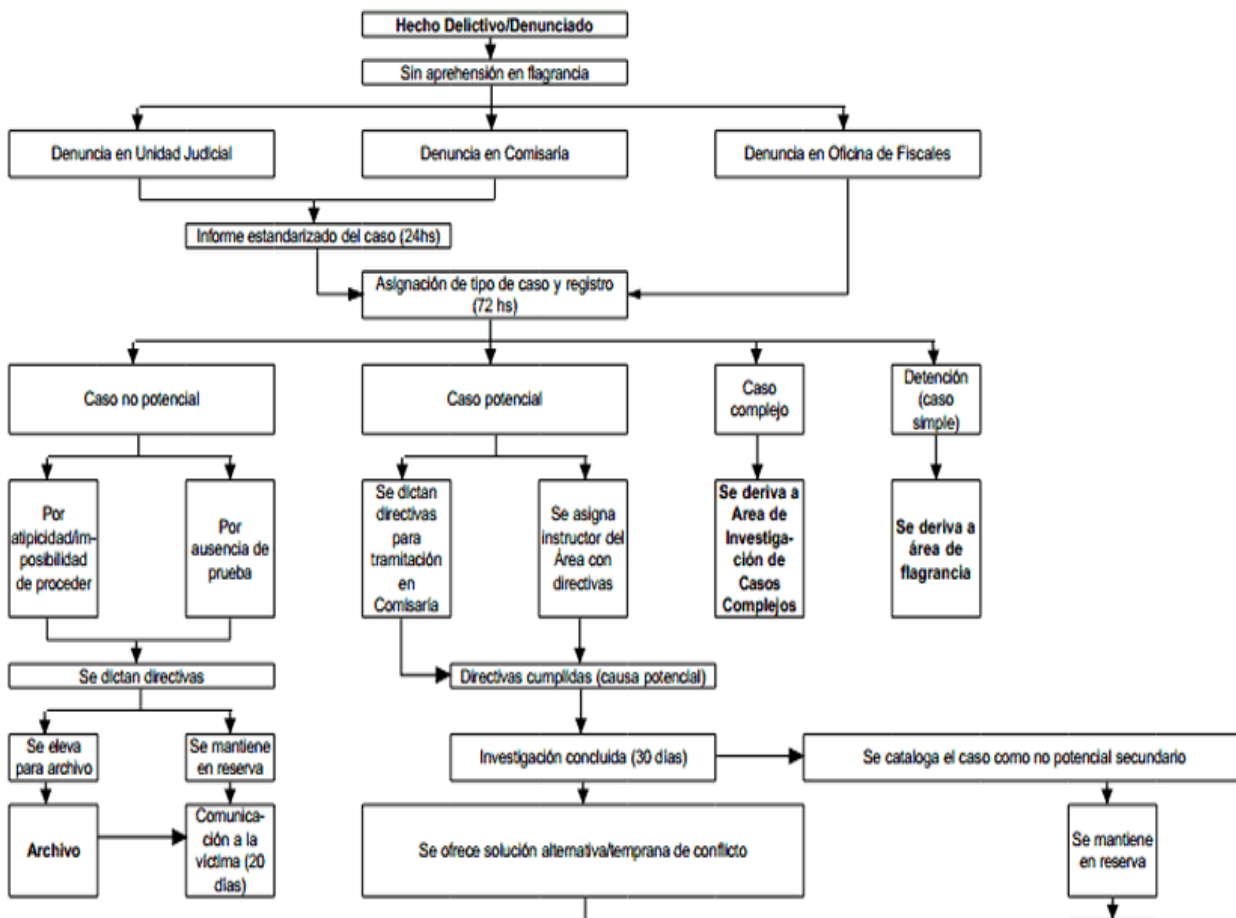 Hecho Delictivo/Denunciado
Sin aprehensión en flagrancia
Denuncia en Unidad Judicial
Denuncia en Comisaría
Denuncia en Oficina de Fiscales
Informe estandarizado del caso (24hs)
Asignación de tipo de caso y registro
(72 hs)
Caso no potencial
Caso potencial
Caso
complejo
Detención
(caso
simple)
Por
atipicidad/im-
posibilidad
de proceder
Por
ausencia de
prueba
Se dictan
directivas
para
tramitación
en
Comisaría
Se asigna
instructor del
Área con
directivas
Se deriva a
Area de
Investiga-
ción de
Casos
Complejos
Se deriva a
área de
flagrancia
Se dictan directivas
Directivas cumplidas (causa potencial)
Se eleva
para archivo
Se mantiene
en reserva
Investigación concluida (30 días)
Se cataloga el caso como no potencial secundario
Archivo
Comunica-
ción a la
víctima (20
días)
Se ofrece solución alternativa/temprana de conflicto
Se mantiene
en reserva